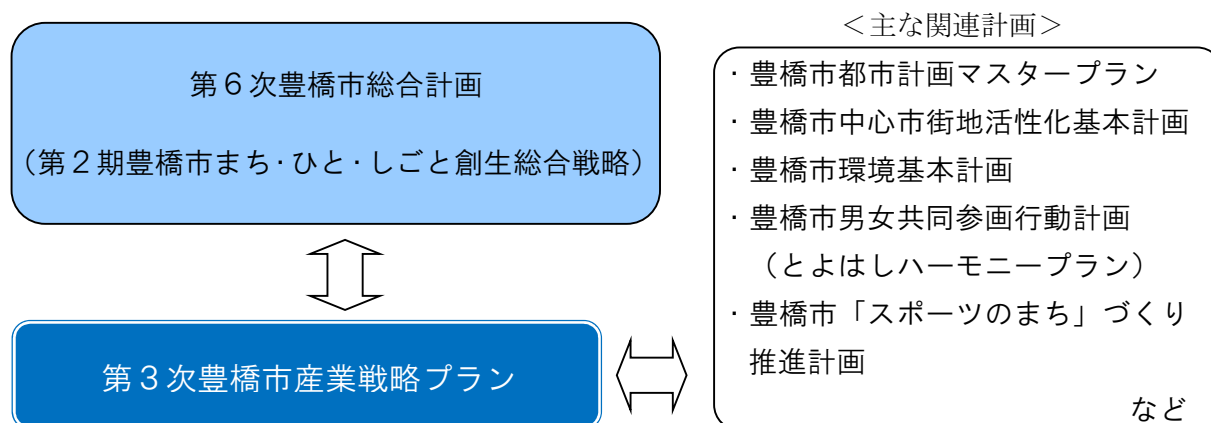 第６次豊橋市総合計画
（第２期豊橋市まち・ひと・しごと創生総合戦略）
第３次豊橋市産業戦略プラン
＜主な関連計画＞
・豊橋市都市計画マスタープラン
・豊橋市中心市街地活性化基本計画
・豊橋市環境基本計画
・豊橋市男女共同参画行動計画
（とよはしハーモニープラン）
・豊橋市「スポーツのまち」づくり
推進計画
など